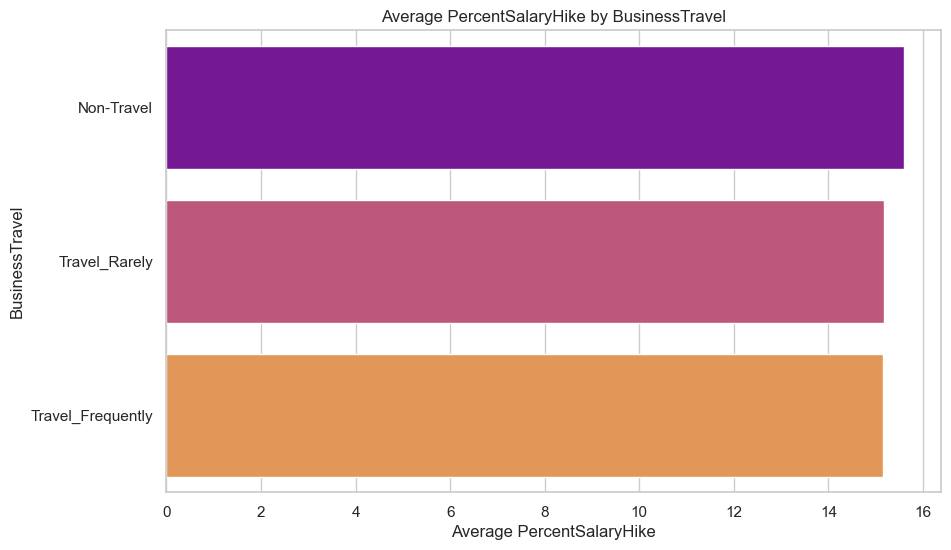 Average PercentSalaryHike by BusinessTravel
Non-Travel
Travel_Rarely
Travel_Frequently
BusinessTravel
0 2 4 6 8 10 12 14 16
Average PercentSalaryHike